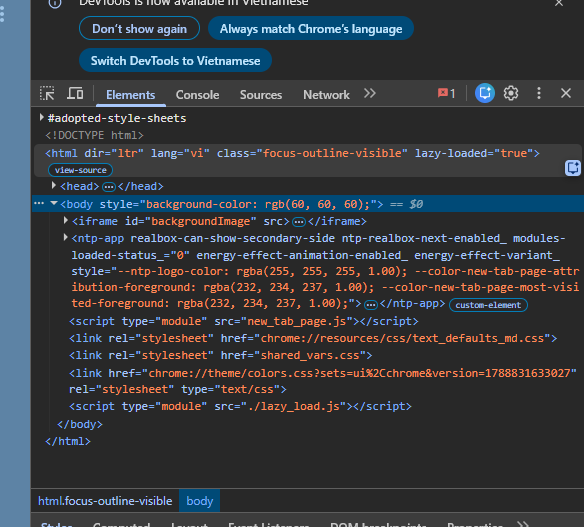 DevTools is now available in Vietnamese
Don't show again
Always match Chrome's language
Switch DevTools to Vietnamese
Elements Console Sources Network 1
#adopted-style-sheets
<!DOCTYPE html>
<html dir="ltr" lang="vi" class="focus-outline-visible" lazy-loaded="true">
view-source
<head> ⋯ </head>
<body style="background-color: rgb(60, 60, 60);"> == $0
<iframe id="backgroundImage" src> ⋯ </iframe>
<ntp-app realbox-can-show-secondary-side ntp-realbox-next-enabled_ modules-
loaded-status_="0" energy-effect-animation-enabled_ energy-effect-variant_
style="--ntp-logo-color: rgba(255, 255, 255, 1.00); --color-new-tab-page-att
ribution-foreground: rgba(232, 234, 237, 1.00); --color-new-tab-page-most-visi
ted-foreground: rgba(232, 234, 237, 1.00);"> ⋯ </ntp-app> custom-element
<script type="module" src="new_tab_page.js"></script>
<link rel="stylesheet" href="chrome://resources/css/text_defaults_md.css">
<link rel="stylesheet" href="shared_vars.css">
<link href="chrome://theme/colors.css?sets=ui%2Cchrome&version=1788831633027"
rel="stylesheet" type="text/css">
<script type="module" src="./lazy_load.js"></script>
</body>
</html>
html.focus-outline-visible body
Styles Computed Layout Event Listeners DOM breakpoints Properties